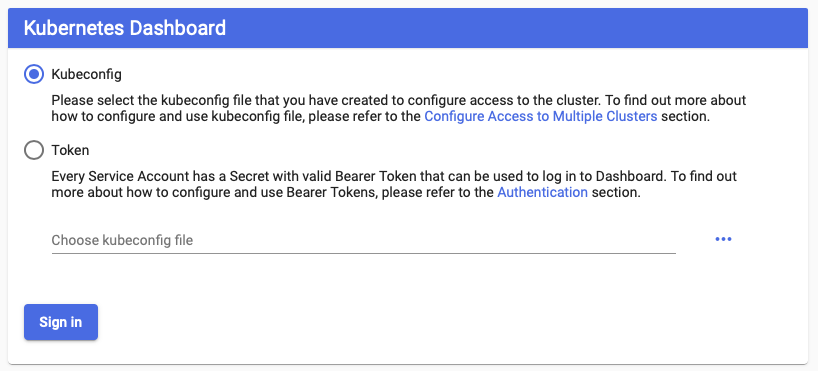 Kubernetes Dashboard
Kubeconfig
Please select the kubeconfig file that you have created to configure access to the cluster. To find out more about
how to configure and use kubeconfig file, please refer to the Configure Access to Multiple Clusters section.
Token
Every Service Account has a Secret with valid Bearer Token that can be used to log in to Dashboard. To find out
more about how to configure and use Bearer Tokens, please refer to the Authentication section.
Choose kubeconfig file
Sign in